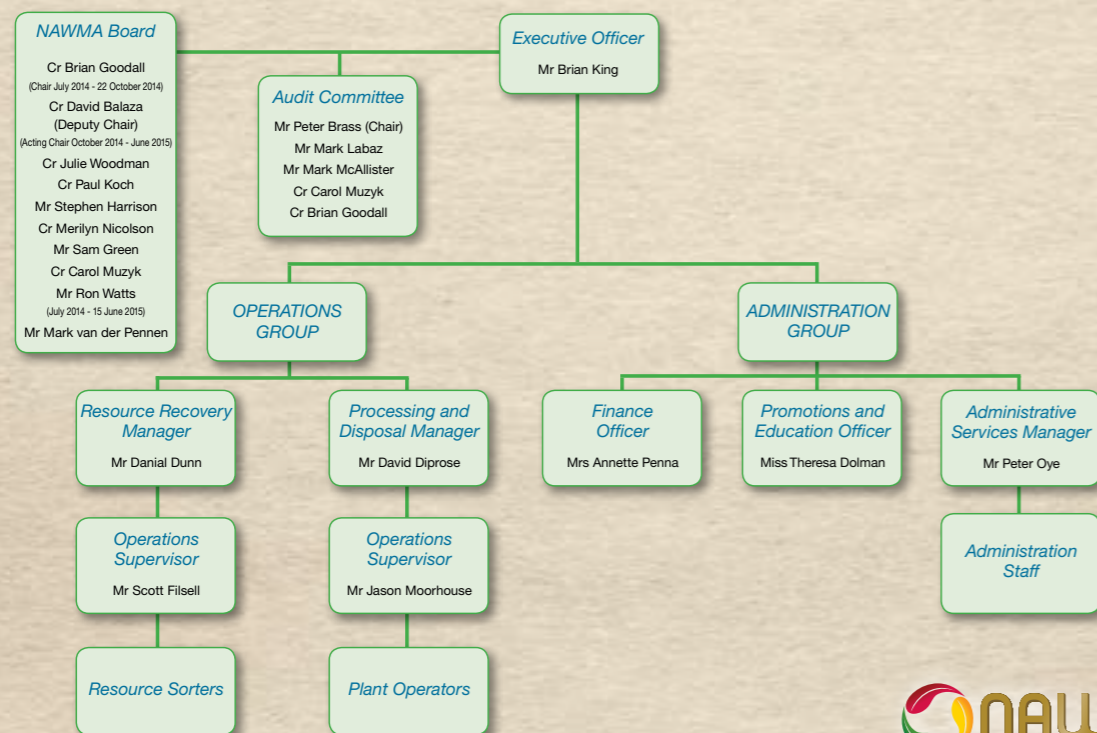 NAWMA Board
Cr Brian Goodall
(Chair July 2014 - 22 October 2014)
Cr David Balaza
(Deputy Chair)
(Acting Chair October 2014 - June 2015)
Cr Julie Woodman
Cr Paul Koch
Mr Stephen Harrison
Cr Merilyn Nicolson
Mr Sam Green
Cr Carol Muzyk
Mr Ron Watts
(July 2014 - 15 June 2015)
Mr Mark van der Pennen
Audit Committee
Mr Peter Brass (Chair)
Mr Mark Labaz
Mr Mark McAllister
Cr Carol Muzyk
Cr Brian Goodall
Executive Officer
Mr Brian King
OPERATIONS
GROUP
ADMINISTRATION
GROUP
Resource Recovery
Manager
Mr Danial Dunn
Processing and
Disposal Manager
Mr David Diprose
Finance
Officer
Mrs Annette Penna
Promotions and
Education Officer
Miss Theresa Dolman
Administrative
Services Manager
Mr Peter Oye
Operations
Supervisor
Mr Scott Filsell
Operations
Supervisor
Mr Jason Moorhouse
Administration
Staff
Resource Sorters
Plant Operators